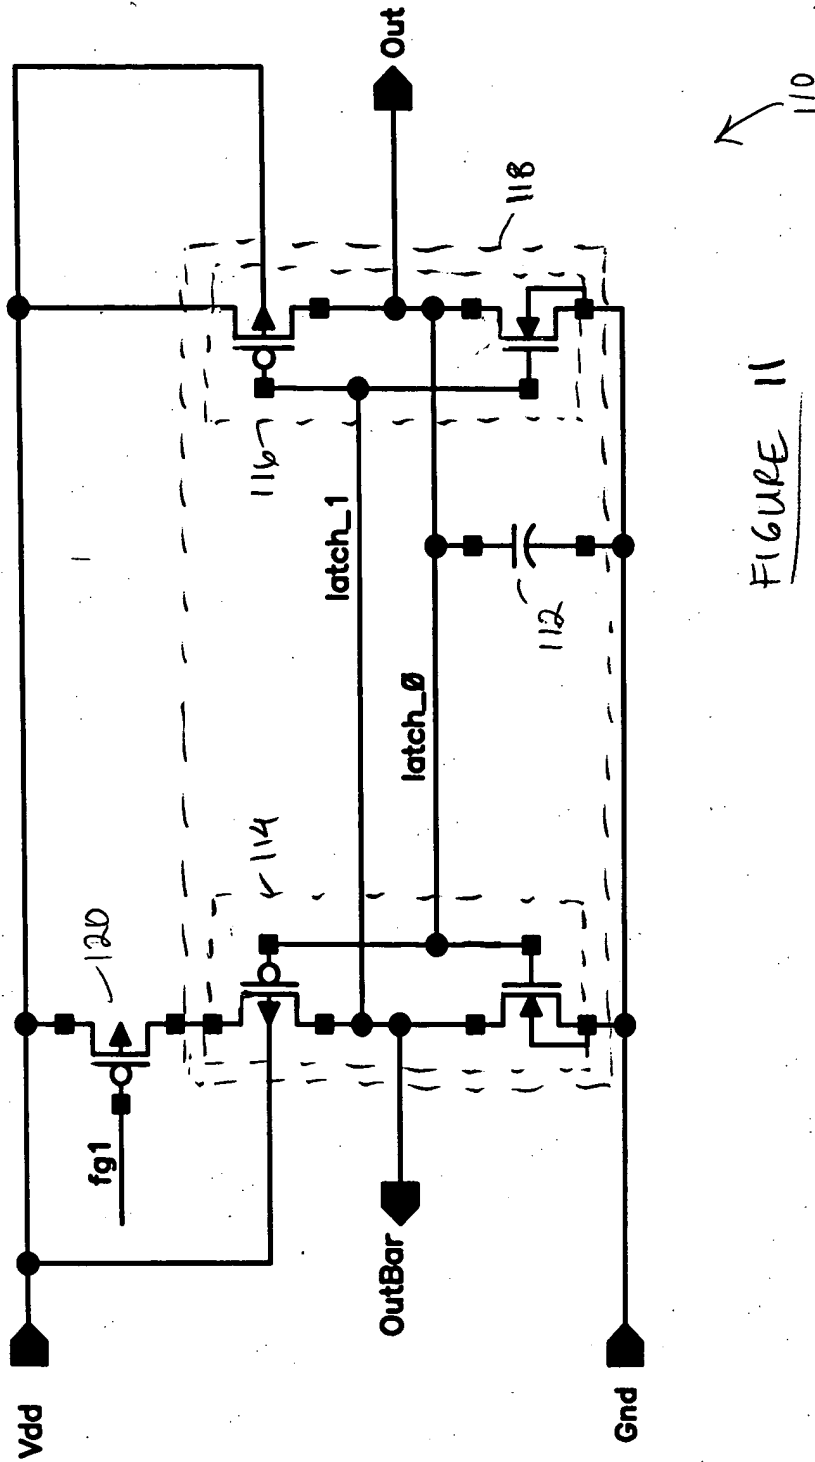 Vdd
Gnd
OutBar
Out
fg1
120
114
latch_0
latch_1
112
116
118
110
FIGURE 11